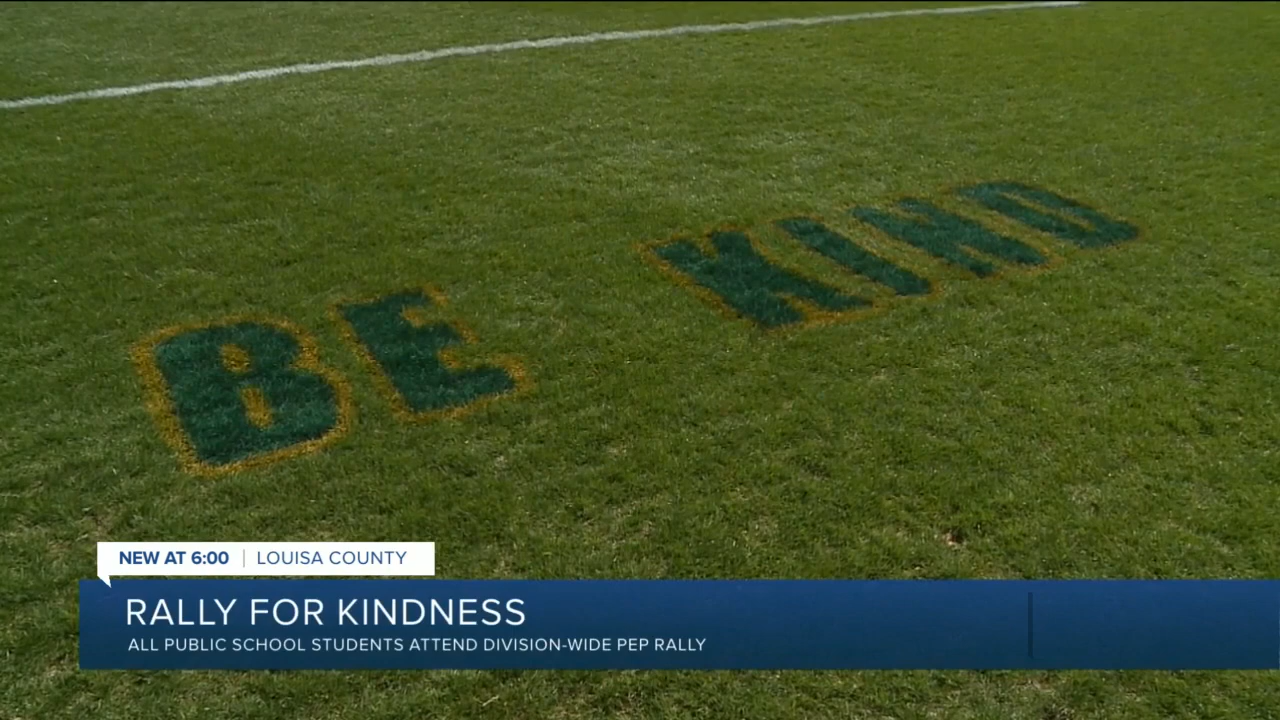 BE KIND
NEW AT 6:00 | LOUISA COUNTY
RALLY FOR KINDNESS
ALL PUBLIC SCHOOL STUDENTS ATTEND DIVISION-WIDE PEP RALLY